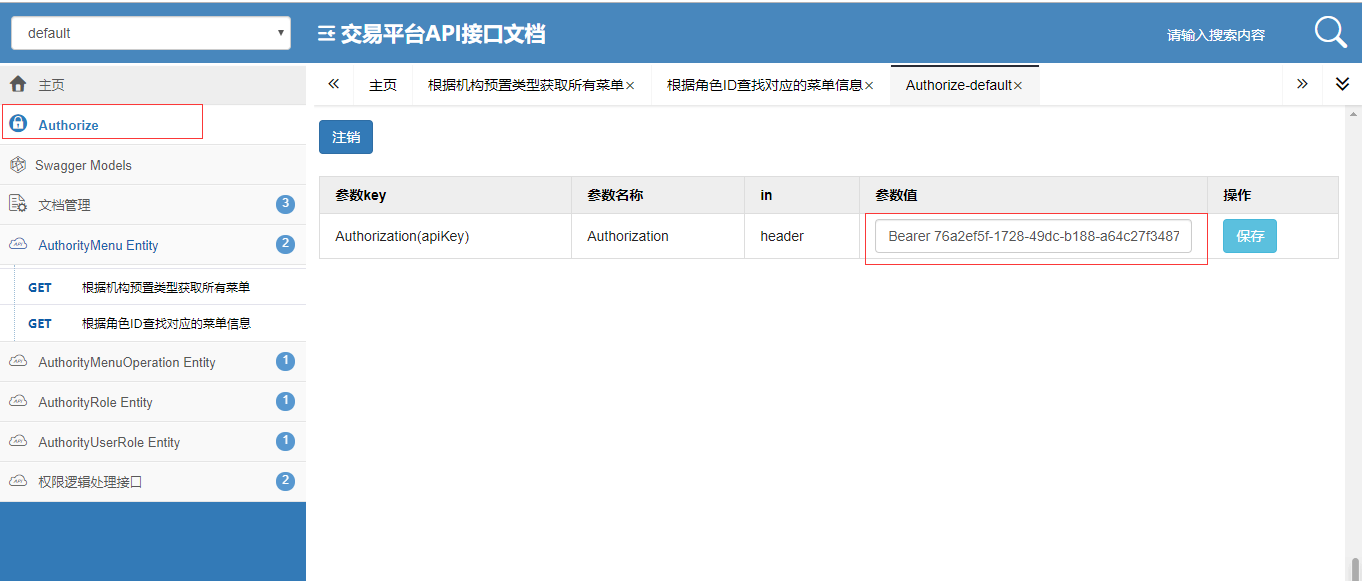 default
交易平台API接口文档
请输入搜索内容
主页
Authorize
Swagger Models
文档管理 3
AuthorityMenu Entity 2
GET 根据机构预置类型获取所有菜单
GET 根据角色ID查找对应的菜单信息
AuthorityMenuOperation Entity 1
AuthorityRole Entity 1
AuthorityUserRole Entity 1
权限逻辑处理接口 2
主页 根据机构预置类型获取所有菜单× 根据角色ID查找对应的菜单信息× Authorize-default×
注销
参数key 参数名称 in 参数值 操作
Authorization(apiKey) Authorization header Bearer 76a2ef5f-1728-49dc-b188-a64c27f3487 保存